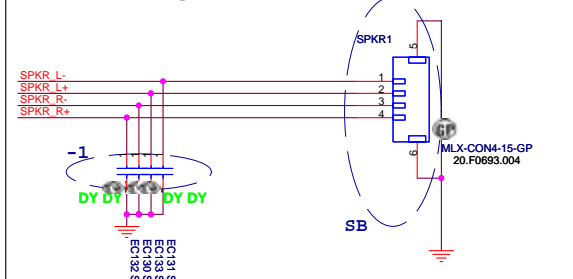 SPKR1
5
SPKR_L-
1
SPKR_L+
2
SPKR_R-
3
SPKR_R+
4
GP
MLX-CON4-15-GP
20.F0693.004
6
-1
DY DY DY DY
SB
EC132 S
EC130 S
EC133 S
EC131 S